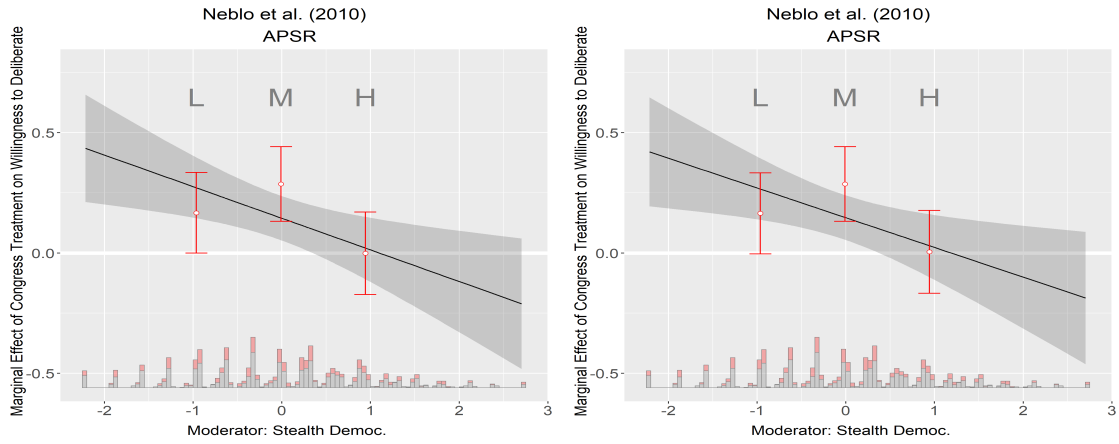 Neblo et al. (2010)
APSR
Marginal Effect of Congress Treatment on Willingness to Deliberate
L M H
0.5
0.0
-0.5
-2 -1 0 1 2 3
Moderator: Stealth Democ.
Neblo et al. (2010)
APSR
Marginal Effect of Congress Treatment on Willingness to Deliberate
L M H
0.5
0.0
-0.5
-2 -1 0 1 2 3
Moderator: Stealth Democ.